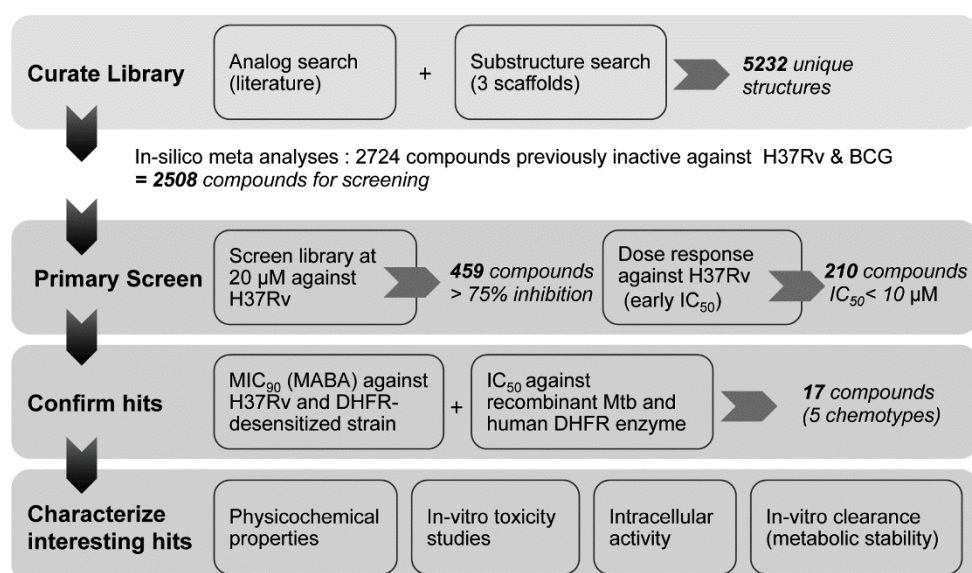 Curate Library
Analog search
(literature)
+
Substructure search
(3 scaffolds)
5232 unique
structures
In-silico meta analyses : 2724 compounds previously inactive against H37Rv & BCG
= 2508 compounds for screening
Primary Screen
Screen library at
20 µM against
H37Rv
459 compounds
> 75% inhibition
Dose response
against H37Rv
(early IC₅₀)
210 compounds
IC₅₀< 10 µM
Confirm hits
MIC₉₀ (MABA) against
H37Rv and DHFR-
desensitized strain
+
IC₅₀ against
recombinant Mtb and
human DHFR enzyme
17 compounds
(5 chemotypes)
Characterize
interesting hits
Physicochemical
properties
In-vitro toxicity
studies
Intracellular
activity
In-vitro clearance
(metabolic stability)